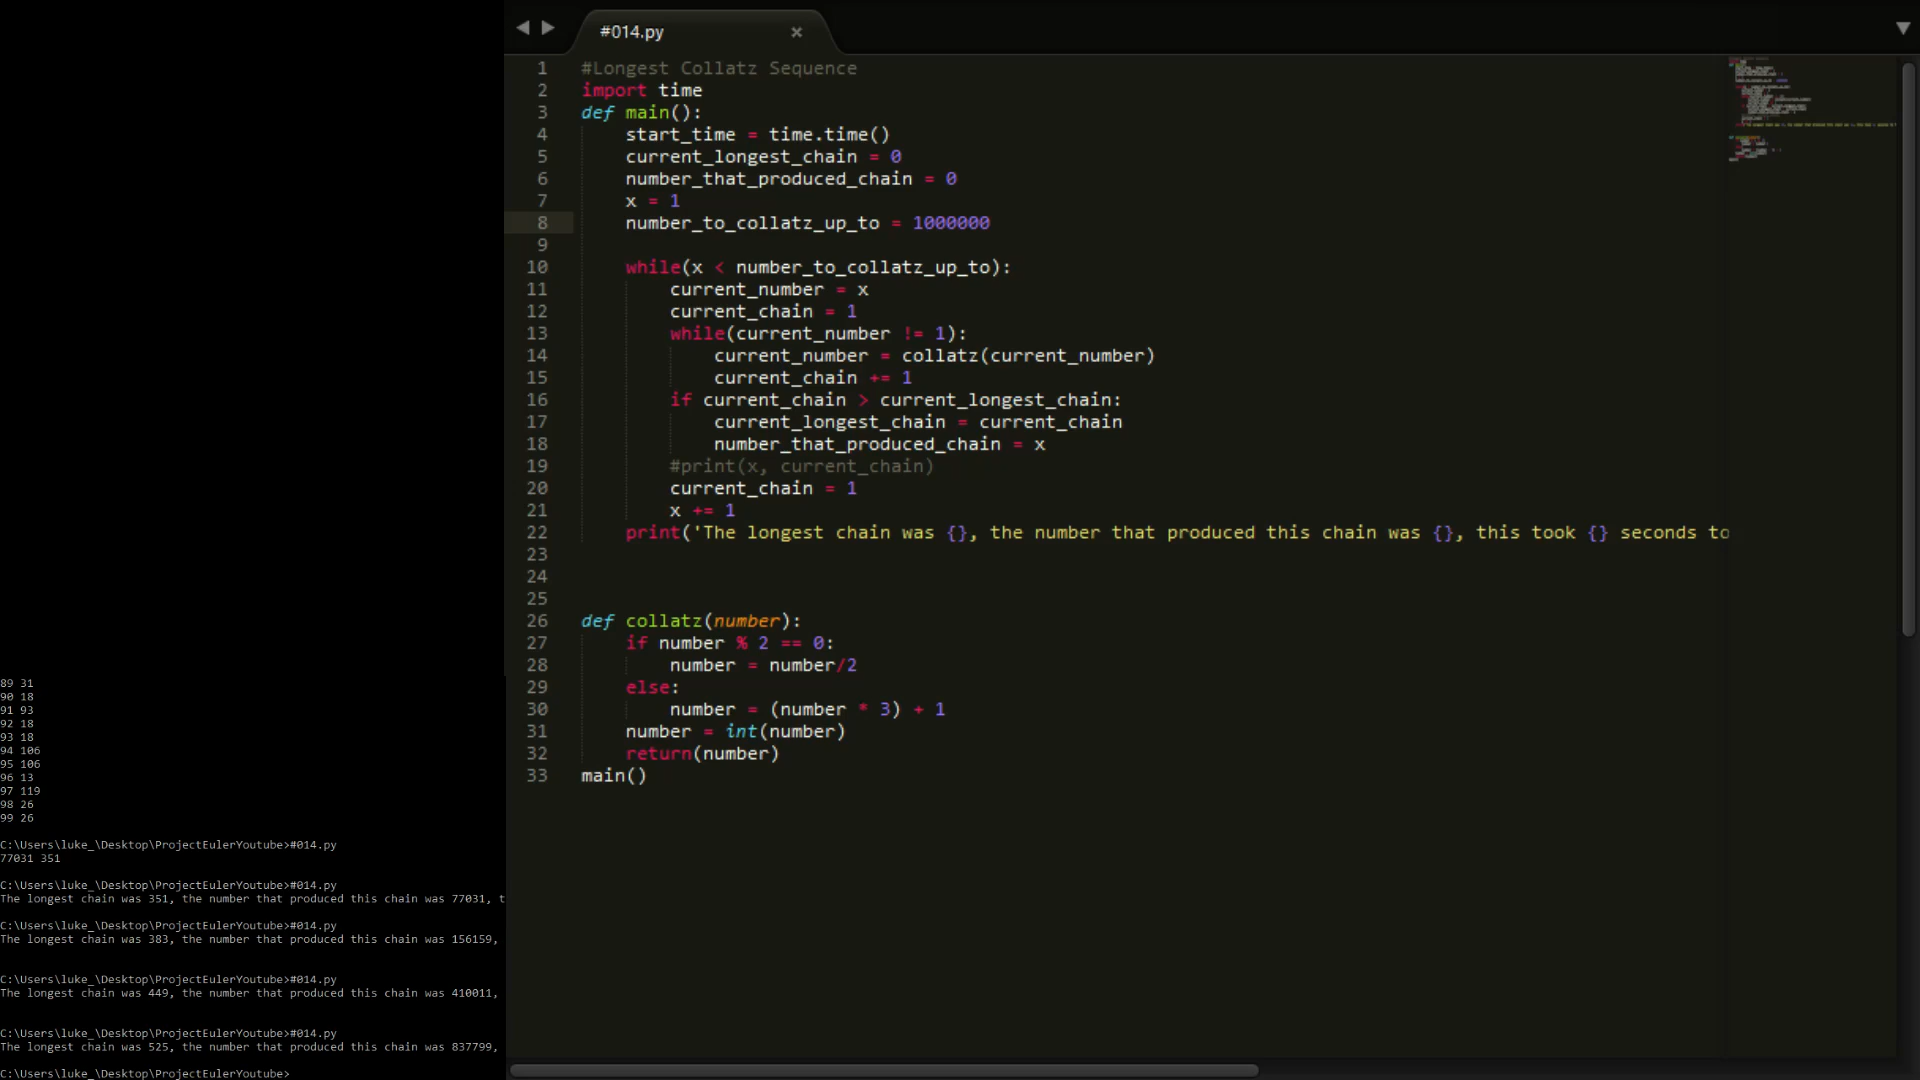 89 31
90 18
91 93
92 18
93 18
94 106
95 106
96 13
97 119
98 26
99 26
C:\Users\luke_\Desktop\ProjectEulerYoutube>#014.py
77031 351
C:\Users\luke_\Desktop\ProjectEulerYoutube>#014.py
The longest chain was 351, the number that produced this chain was 77031, t
C:\Users\luke_\Desktop\ProjectEulerYoutube>#014.py
The longest chain was 383, the number that produced this chain was 156159,
C:\Users\luke_\Desktop\ProjectEulerYoutube>#014.py
The longest chain was 449, the number that produced this chain was 410011,
C:\Users\luke_\Desktop\ProjectEulerYoutube>#014.py
The longest chain was 525, the number that produced this chain was 837799,
C:\Users\luke_\Desktop\ProjectEulerYoutube>
#014.py
1 #Longest Collatz Sequence
2 import time
3 def main():
4 start_time = time.time()
5 current_longest_chain = 0
6 number_that_produced_chain = 0
7 x = 1
8 number_to_collatz_up_to = 1000000
9
10 while(x < number_to_collatz_up_to):
11 current_number = x
12 current_chain = 1
13 while(current_number != 1):
14 current_number = collatz(current_number)
15 current_chain += 1
16 if current_chain > current_longest_chain:
17 current_longest_chain = current_chain
18 number_that_produced_chain = x
19 #print(x, current_chain)
20 current_chain = 1
21 x += 1
22 print('The longest chain was {}, the number that produced this chain was {}, this took {} seconds to
23
24
25
26 def collatz(number):
27 if number % 2 == 0:
28 number = number/2
29 else:
30 number = (number * 3) + 1
31 number = int(number)
32 return(number)
33 main()